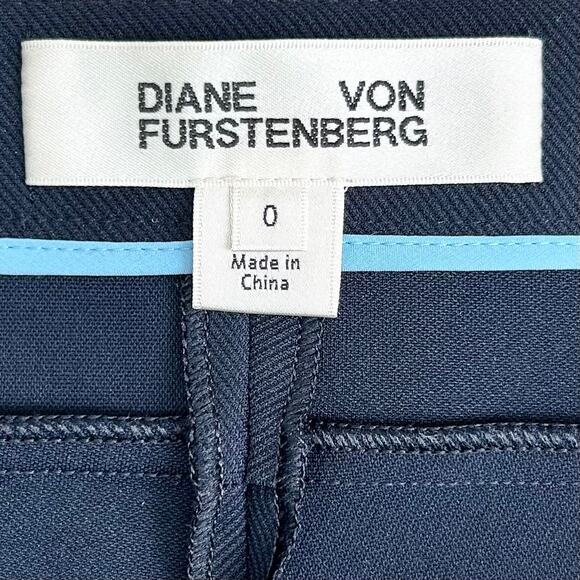 DIANE VON
FURSTENBERG
0
Made in
China